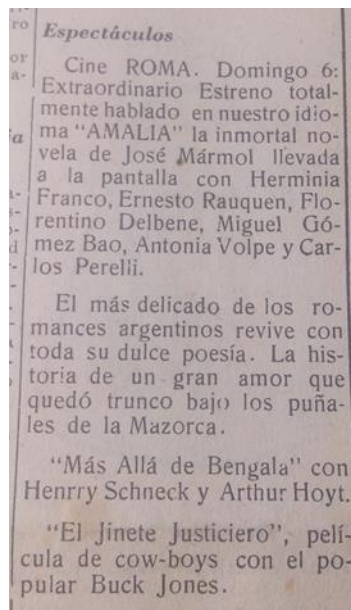 Espectáculos
Cine ROMA. Domingo 6:
Extraordinario Estreno total-
mente hablado en nuestro idio-
ma "AMALIA" la inmortal no-
vela de José Mármol llevada
a la pantalla con Herminia
Franco, Ernesto Rauquen, Flo-
rentino Delbene, Miguel Gó-
mez Bao, Antonia Volpe y Car-
los Perelli.
El más delicado de los ro-
mances argentinos revive con
toda su dulce poesía. La his-
toria de un gran amor que
quedó trunco bajo los puña-
les de la Mazorca.
"Más Allá de Bengala" con
Henrry Schneck y Arthur Hoyt.
"El Jinete Justiciero", pelí-
cula de cow-boys con el po-
pular Buck Jones.